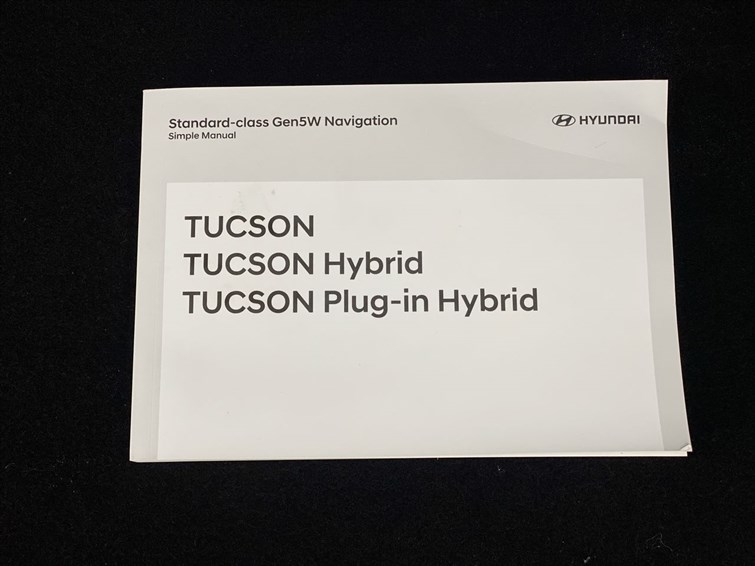 Standard-class Gen5W Navigation
Simple Manual
HYUNDAI
TUCSON
TUCSON Hybrid
TUCSON Plug-in Hybrid